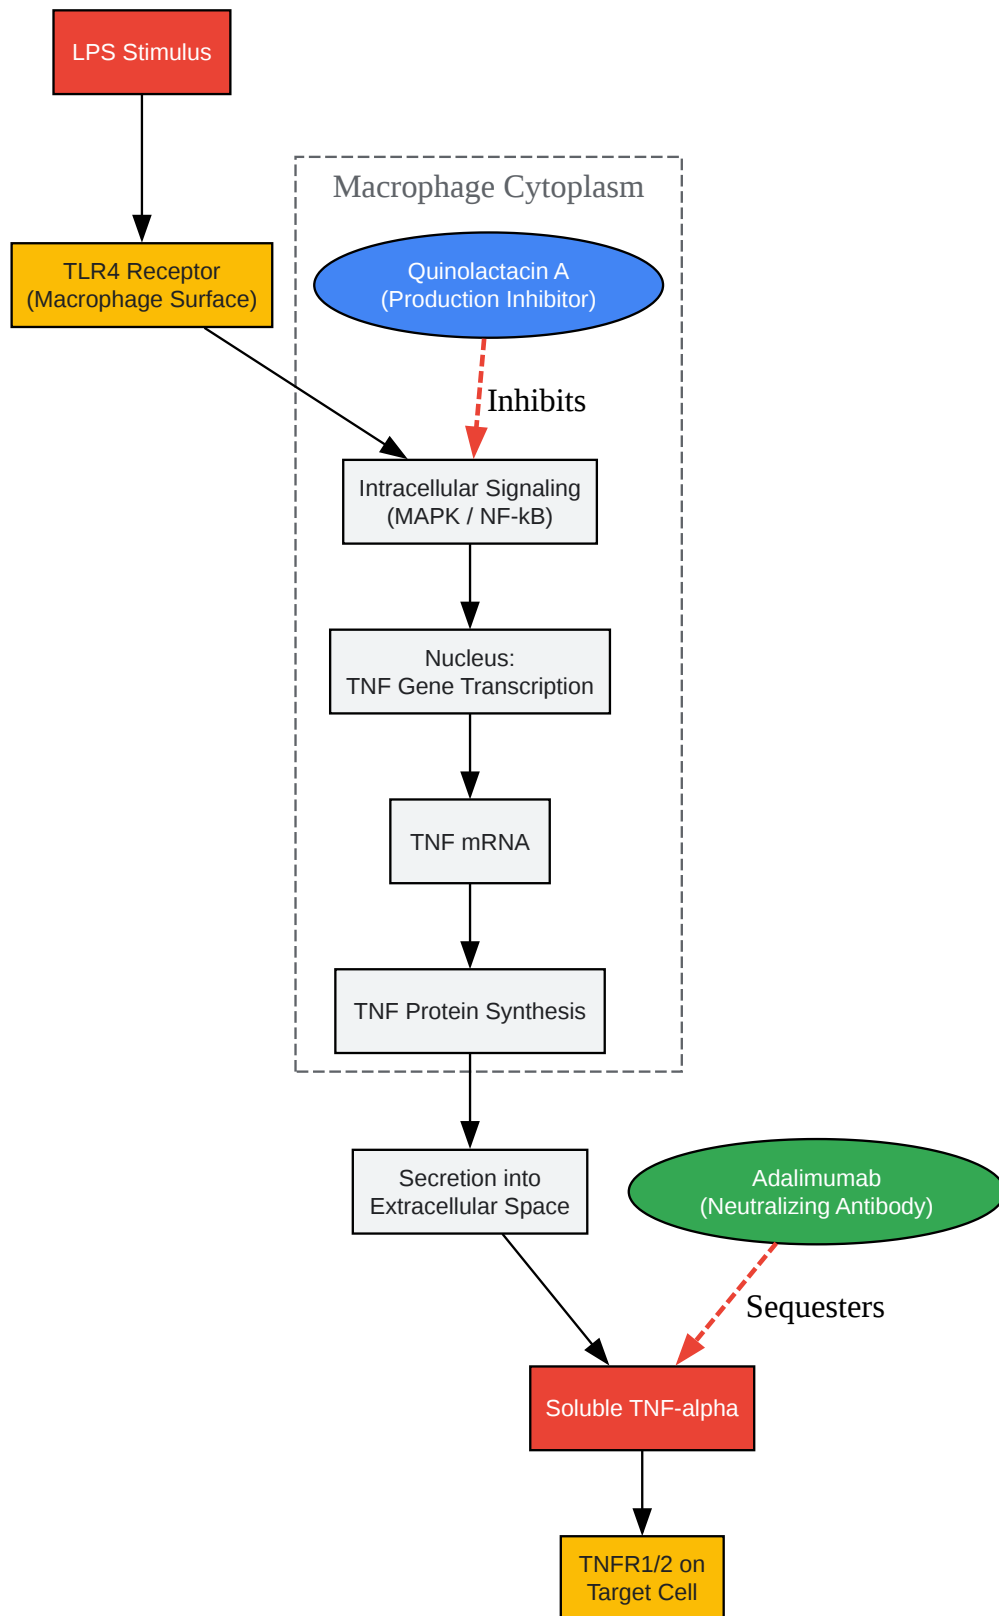 LPS Stimulus
Macrophage Cytoplasm
TLR4 Receptor
(Macrophage Surface)
Quinolactacin A
(Production Inhibitor)
Inhibits
Intracellular Signaling
(MAPK / NF-kB)
Nucleus:
TNF Gene Transcription
TNF mRNA
TNF Protein Synthesis
Secretion into
Extracellular Space
Adalimumab
(Neutralizing Antibody)
Sequesters
Soluble TNF-alpha
TNFR1/2 on
Target Cell